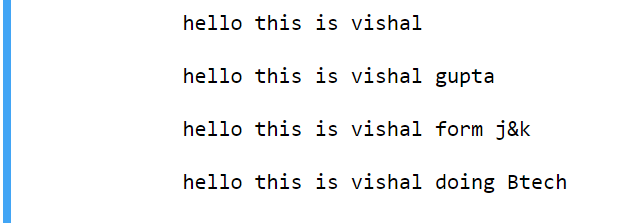 hello this is vishal
hello this is vishal gupta
hello this is vishal form j&k
hello this is vishal doing Btech